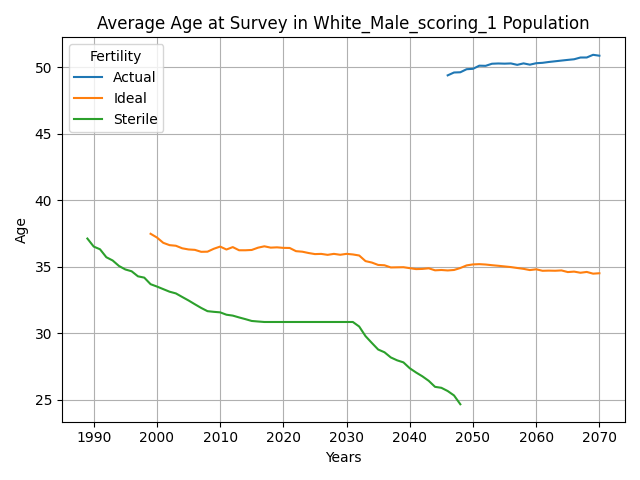 Average Age at Survey in White_Male_scoring_1 Population
Fertility
Actual
Ideal
Sterile
Age
50
45
40
35
30
25
1990 2000 2010 2020 2030 2040 2050 2060 2070
Years